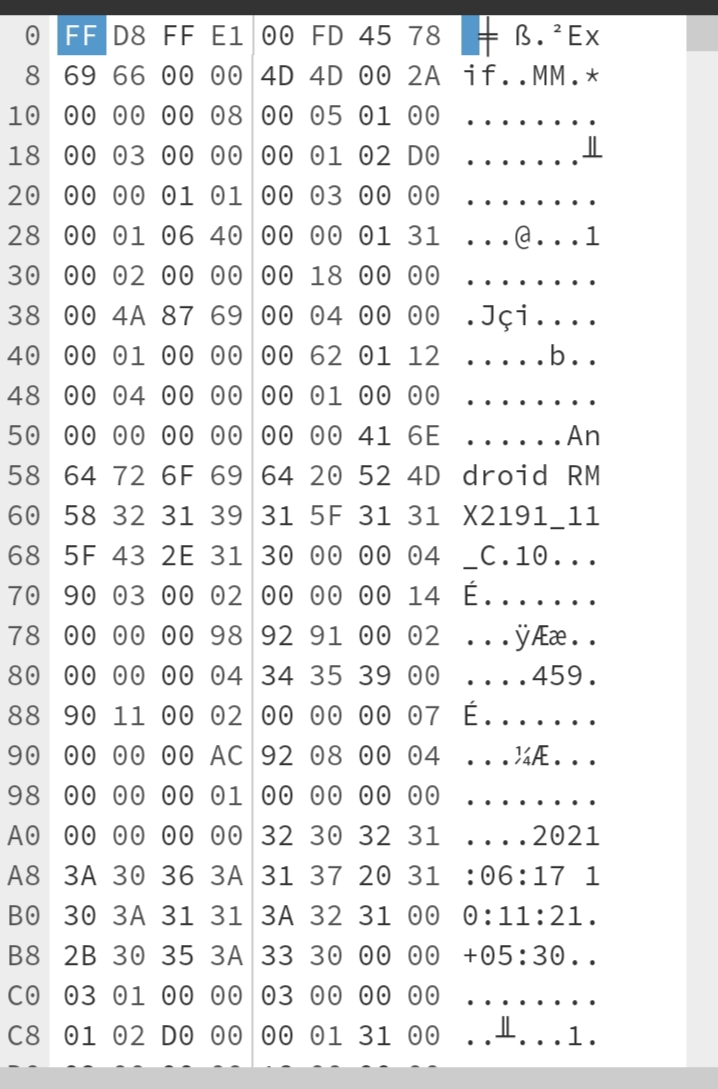 0 FF D8 FF E1 00 FD 45 78 ╪ ß.²Ex
8 69 66 00 00 4D 4D 00 2A if..MM.*
10 00 00 00 08 00 05 01 00 ........
18 00 03 00 00 00 01 02 D0 .......╨
20 00 00 01 01 00 03 00 00 ........
28 00 01 06 40 00 00 01 31 ...@...1
30 00 02 00 00 00 18 00 00 ........
38 00 4A 87 69 00 04 00 00 .Jçi....
40 00 01 00 00 00 62 01 12 .....b..
48 00 04 00 00 00 01 00 00 ........
50 00 00 00 00 00 00 41 6E ......An
58 64 72 6F 69 64 20 52 4D droid RM
60 58 32 31 39 31 5F 31 31 X2191_11
68 5F 43 2E 31 30 00 00 04 _C.10...
70 90 03 00 02 00 00 00 14 É.......
78 00 00 00 98 92 91 00 02 ...ÿÆæ..
80 00 00 00 04 34 35 39 00 ....459.
88 90 11 00 02 00 00 00 07 É.......
90 00 00 00 AC 92 08 00 04 ...¼Æ...
98 00 00 00 01 00 00 00 00 ........
A0 00 00 00 00 32 30 32 31 ....2021
A8 3A 30 36 3A 31 37 20 31 :06:17 1
B0 30 3A 31 31 3A 32 31 00 0:11:21.
B8 2B 30 35 3A 33 30 00 00 +05:30..
C0 03 01 00 00 03 00 00 00 ........
C8 01 02 D0 00 00 01 31 00 ..╨...1.